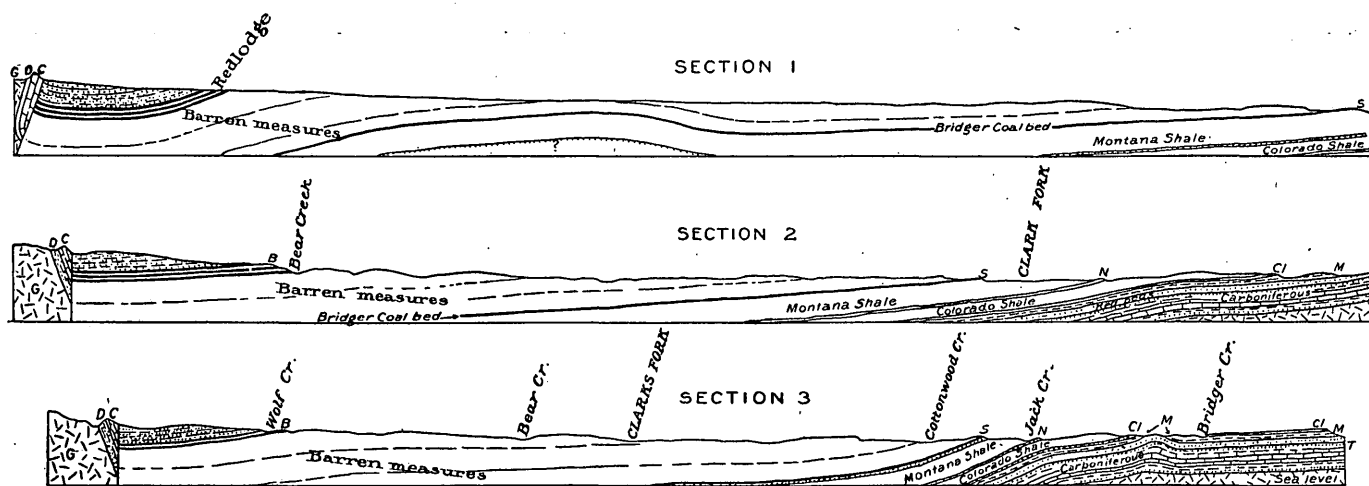 SECTION 1
G D C
Redlodge
Barren measures
Bridger Coal bed
S
Montana Shale
Colorado Shale
?
SECTION 2
D C
G
B
Bear Creek
Barren measures
Bridger Coal bed
S
CLARK FORK
N
Cl
M
Montana Shale
Colorado Shale
Red beds
Carboniferous
SECTION 3
D C
G
Wolf Cr.
B
Bear Cr.
CLARKS FORK
Cottonwood Cr.
S
Jack Cr.
N
Cl
M
Bridger Cr.
Cl M
T
Barren measures
Montana Shale
Colorado Shale
Carboniferous
Sea level